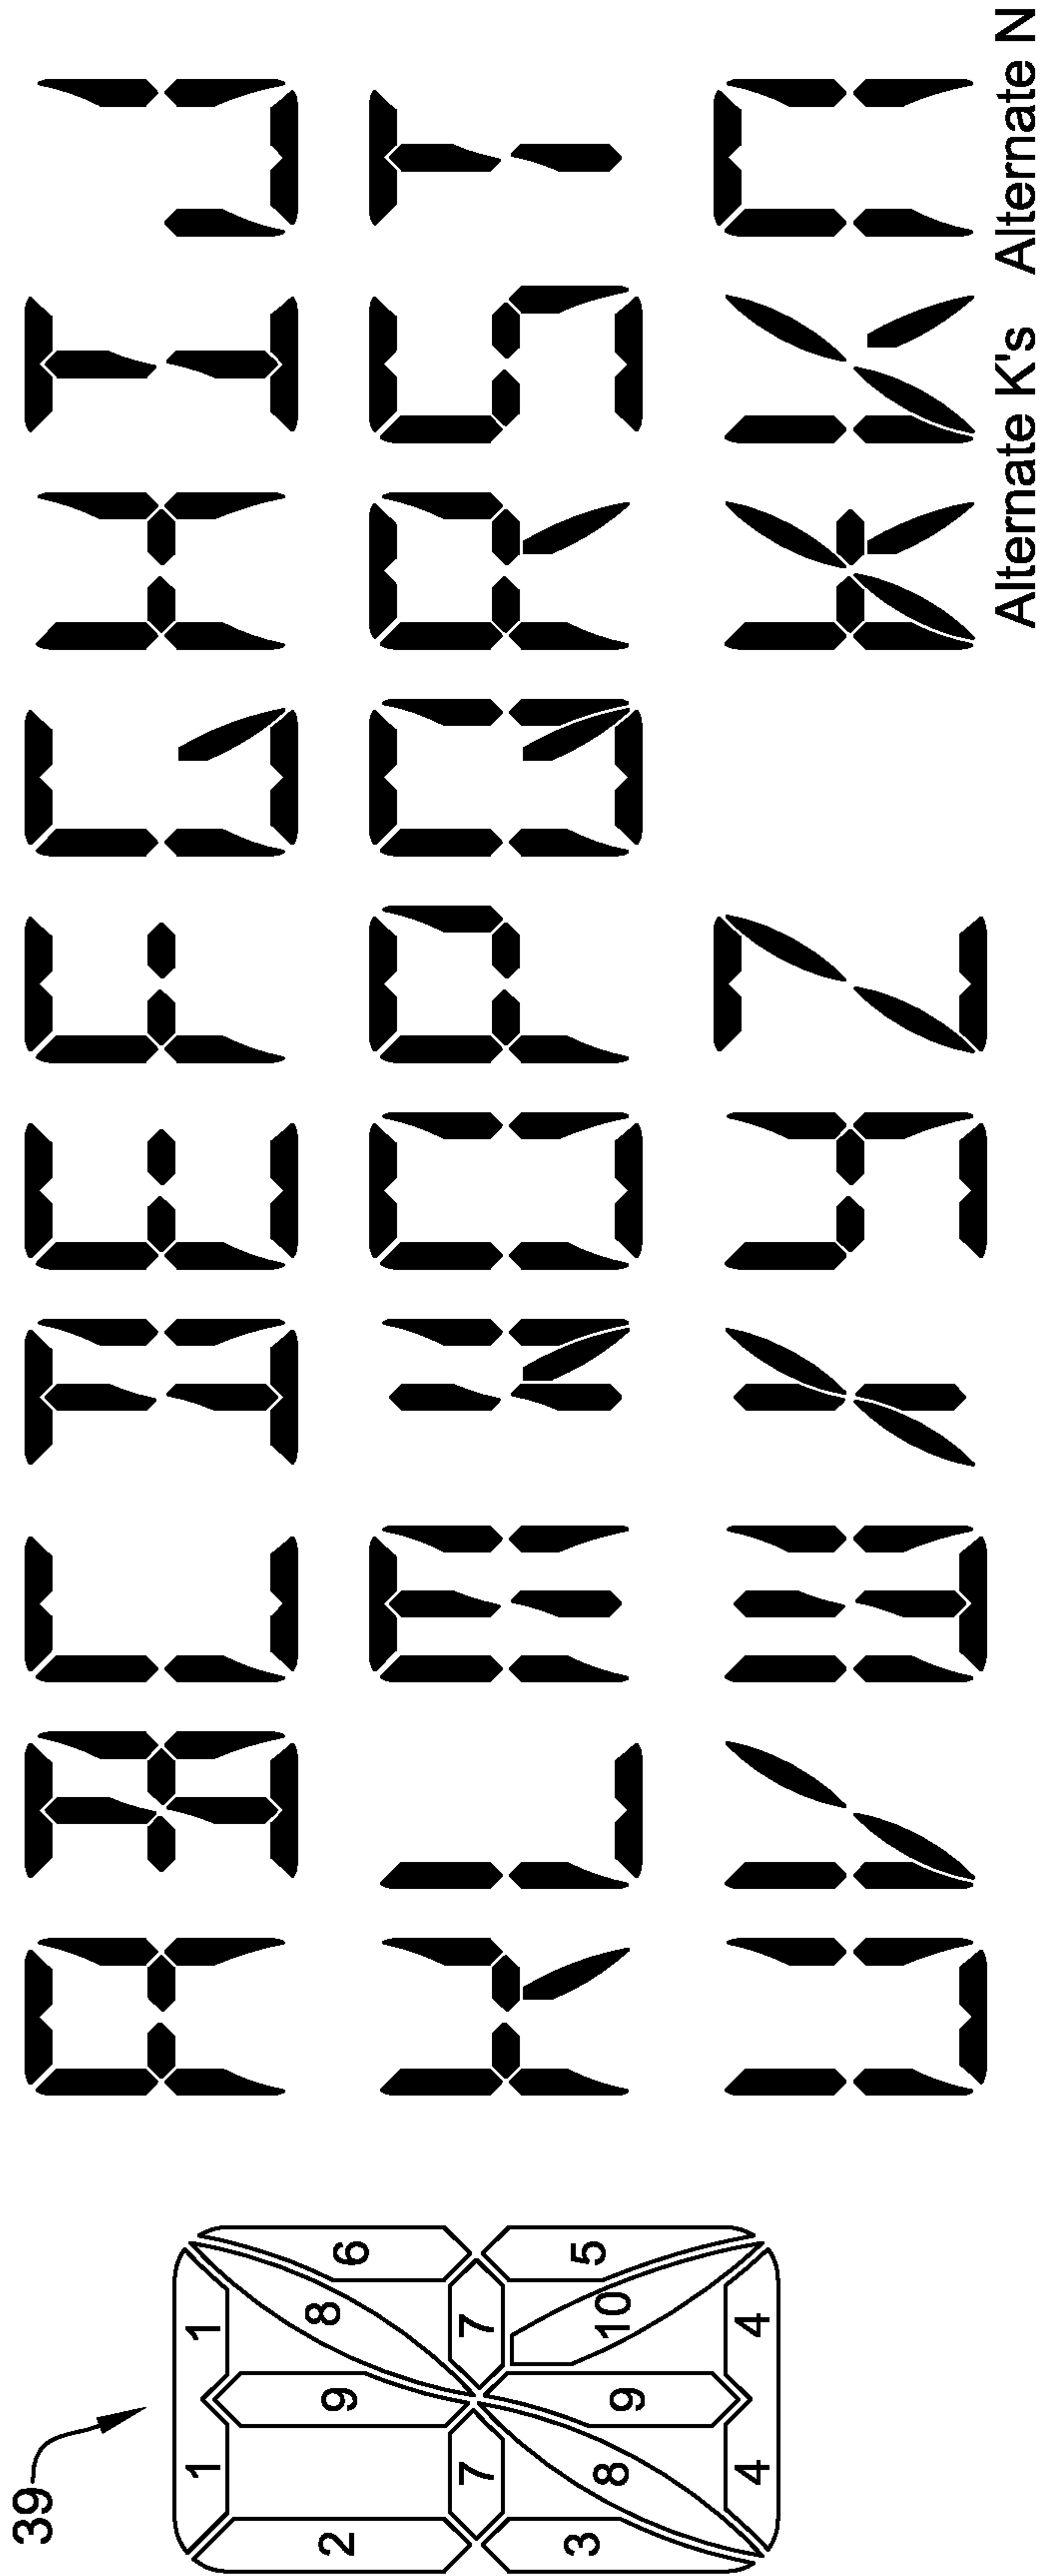 39
1 1
2 9 8 6
7 7
3 8 9 10 5
4 4
A B C D E F G H I J
K L M N O P Q R S T
U V W X Y Z K K N
Alternate K's Alternate N